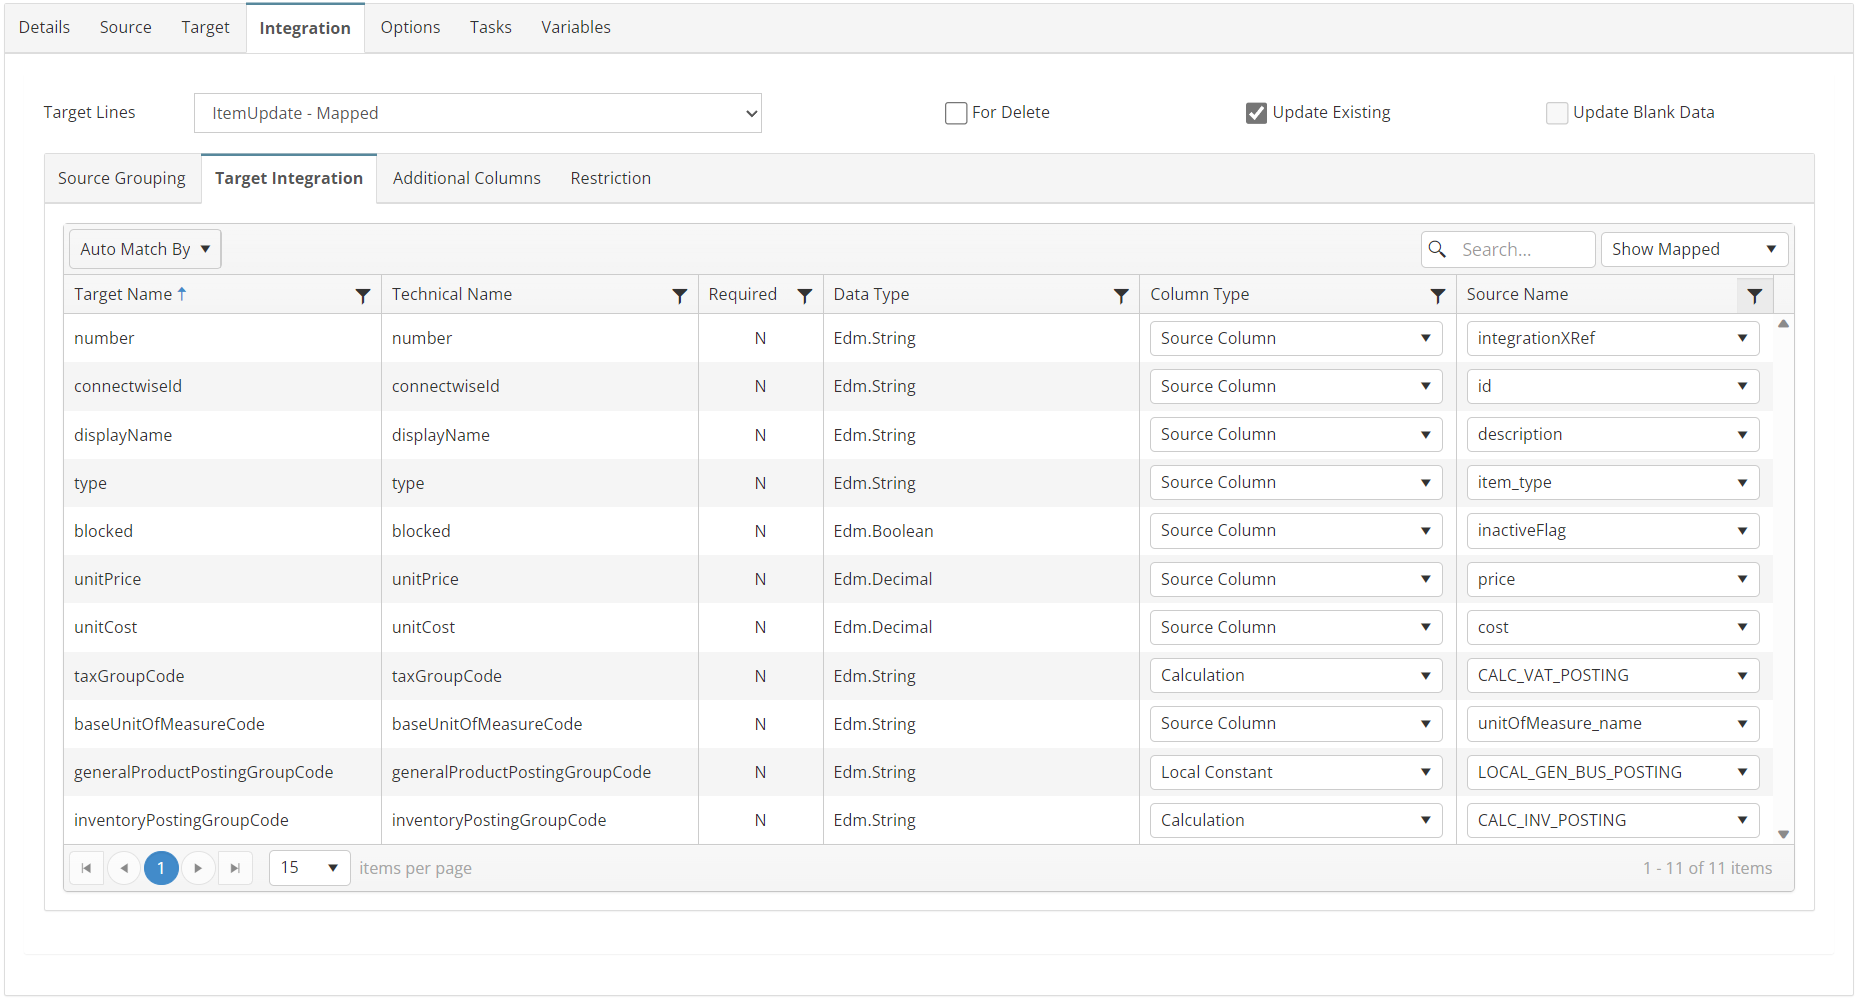 Details Source Target Integration Options Tasks Variables
Target Lines ItemUpdate - Mapped For Delete Update Existing Update Blank Data
Source Grouping Target Integration Additional Columns Restriction
Auto Match By Search... Show Mapped
Target Name Technical Name Required Data Type Column Type Source Name
number number N Edm.String Source Column integrationXRef
connectwiseId connectwiseId N Edm.String Source Column id
displayName displayName N Edm.String Source Column description
type type N Edm.String Source Column item_type
blocked blocked N Edm.Boolean Source Column inactiveFlag
unitPrice unitPrice N Edm.Decimal Source Column price
unitCost unitCost N Edm.Decimal Source Column cost
taxGroupCode taxGroupCode N Edm.String Calculation CALC_VAT_POSTING
baseUnitOfMeasureCode baseUnitOfMeasureCode N Edm.String Source Column unitOfMeasure_name
generalProductPostingGroupCode generalProductPostingGroupCode N Edm.String Local Constant LOCAL_GEN_BUS_POSTING
inventoryPostingGroupCode inventoryPostingGroupCode N Edm.String Calculation CALC_INV_POSTING
1 15 items per page 1 - 11 of 11 items